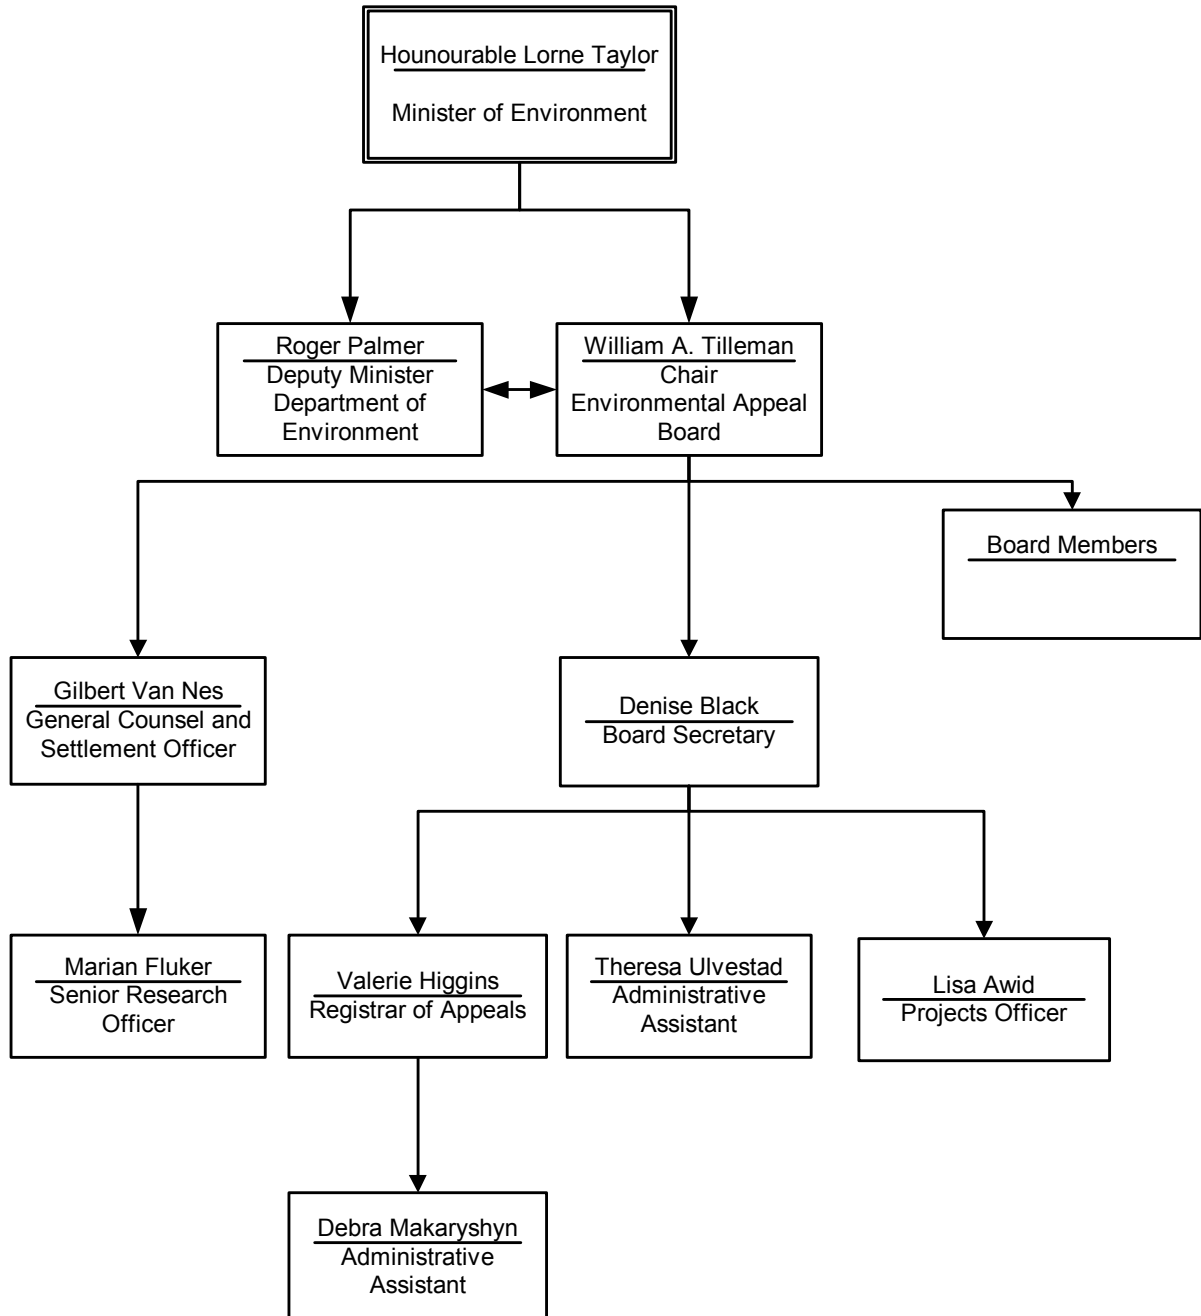 Hounourable Lorne Taylor
Minister of Environment
Roger Palmer
Deputy Minister
Department of
Environment
William A. Tilleman
Chair
Environmental Appeal
Board
Board Members
Gilbert Van Nes
General Counsel and
Settlement Officer
Denise Black
Board Secretary
Marian Fluker
Senior Research
Officer
Valerie Higgins
Registrar of Appeals
Theresa Ulvestad
Administrative
Assistant
Lisa Awid
Projects Officer
Debra Makaryshyn
Administrative
Assistant